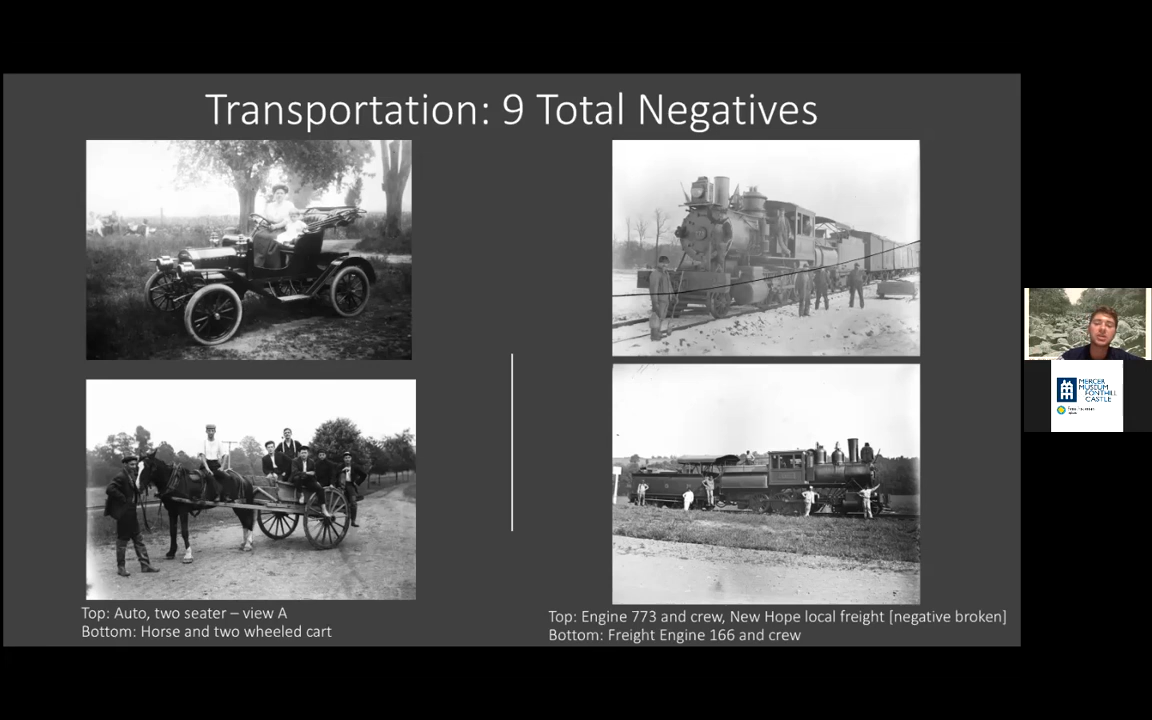 Transportation: 9 Total Negatives
Top: Auto, two seater – view A
Bottom: Horse and two wheeled cart
Top: Engine 773 and crew, New Hope local freight [negative broken]
Bottom: Freight Engine 166 and crew
MERCER
MUSEUM
FONTHILL
CASTLE